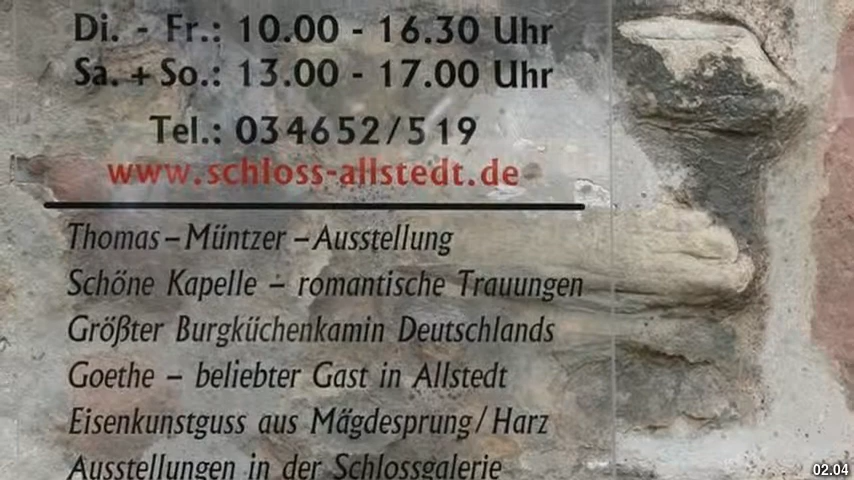 Di. - Fr.: 10.00 - 16.30 Uhr
Sa. + So.: 13.00 - 17.00 Uhr
Tel.: 034652/519
www.schloss-allstedt.de
Thomas – Müntzer – Ausstellung
Schöne Kapelle – romantische Trauungen
Größter Burgküchenkamin Deutschlands
Goethe – beliebter Gast in Allstedt
Eisenkunstguss aus Mägdesprung / Harz
Ausstellungen in der Schlossgalerie
02.04